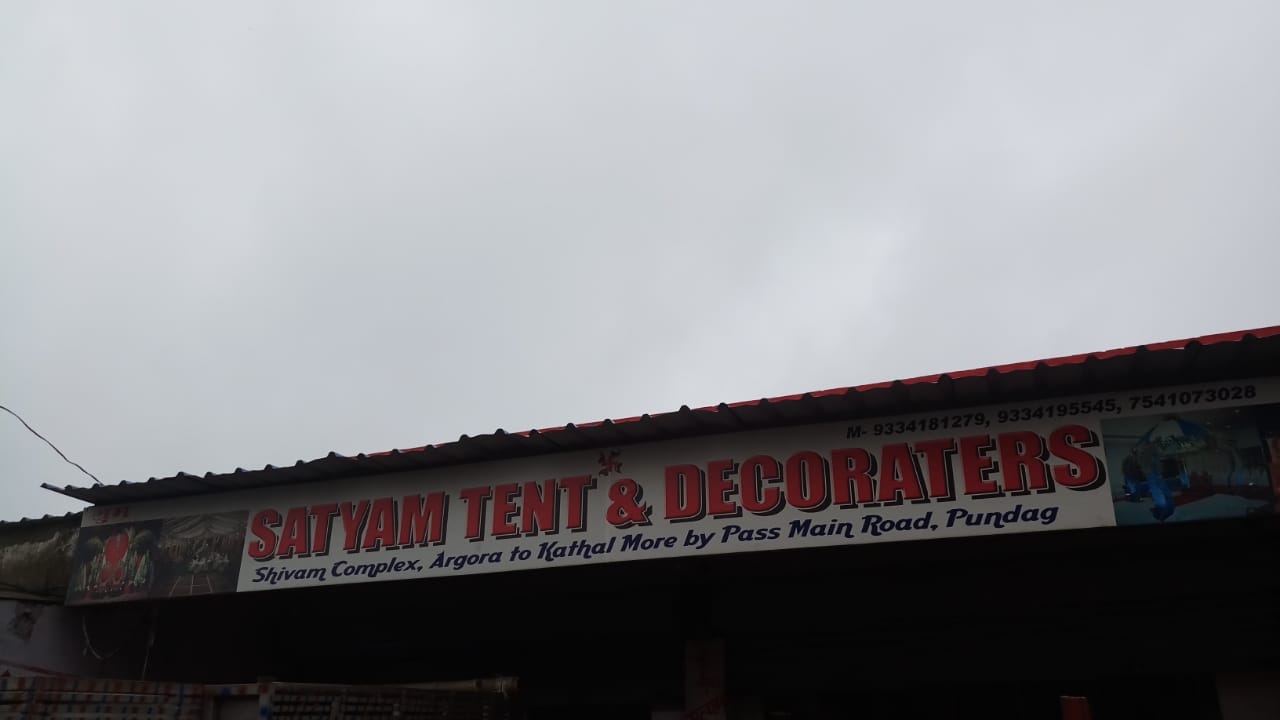 M- 9334181279, 9334195545, 7541073028
SATYAM TENT & DECORATERS
Shivam Complex, Argora to Kathal More by Pass Main Road, Pundag